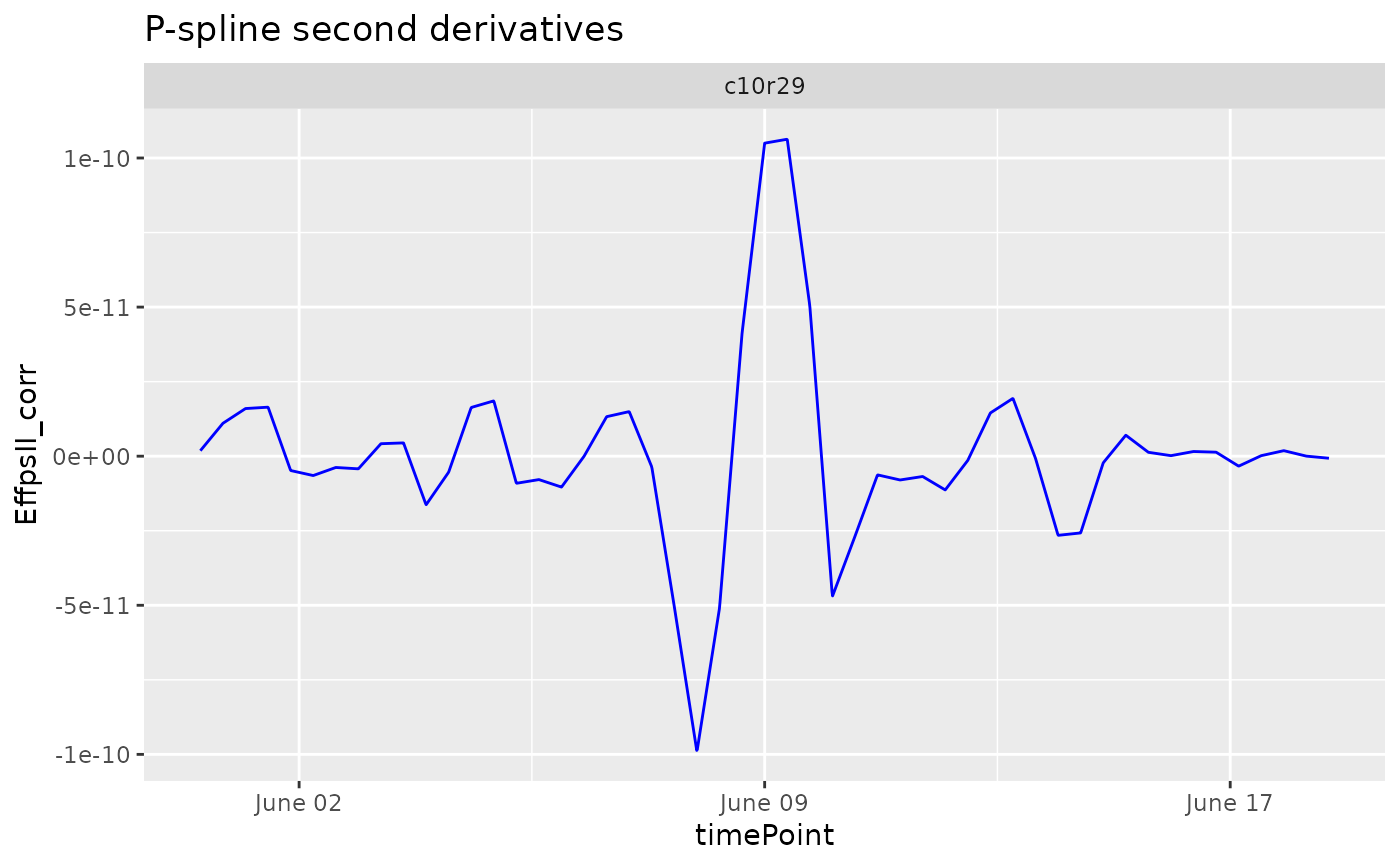 P-spline second derivatives
c10r29
1e-10
5e-11
0e+00
-5e-11
-1e-10
EffpsII_corr
June 02
June 09
June 17
timePoint